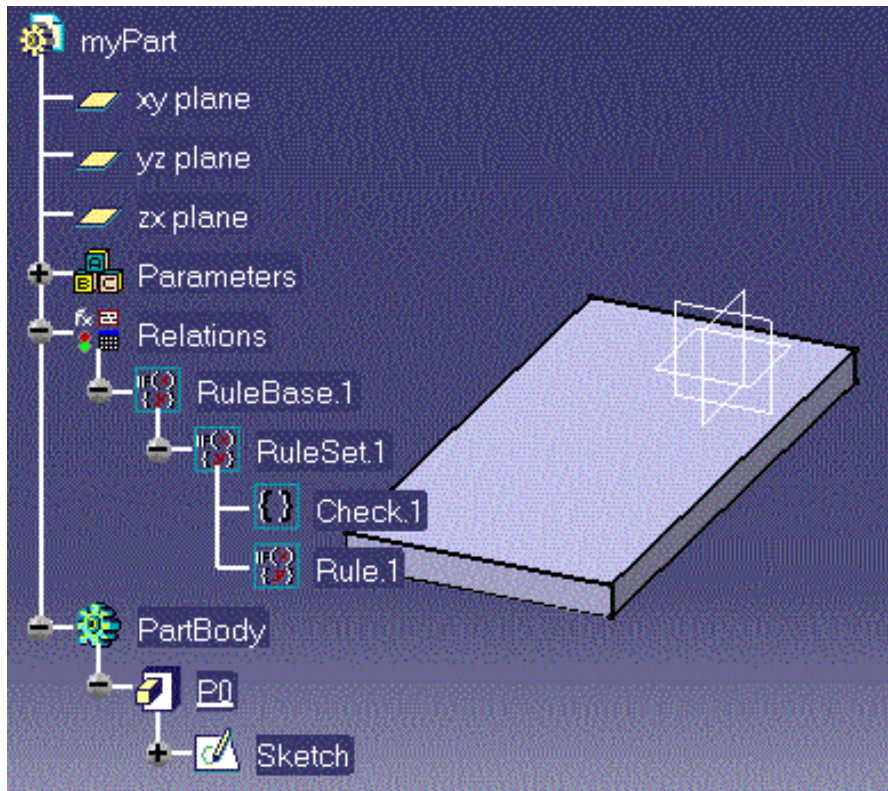 myPart
xy plane
yz plane
zx plane
Parameters
Relations
RuleBase.1
RuleSet.1
Check.1
Rule.1
PartBody
P0
Sketch